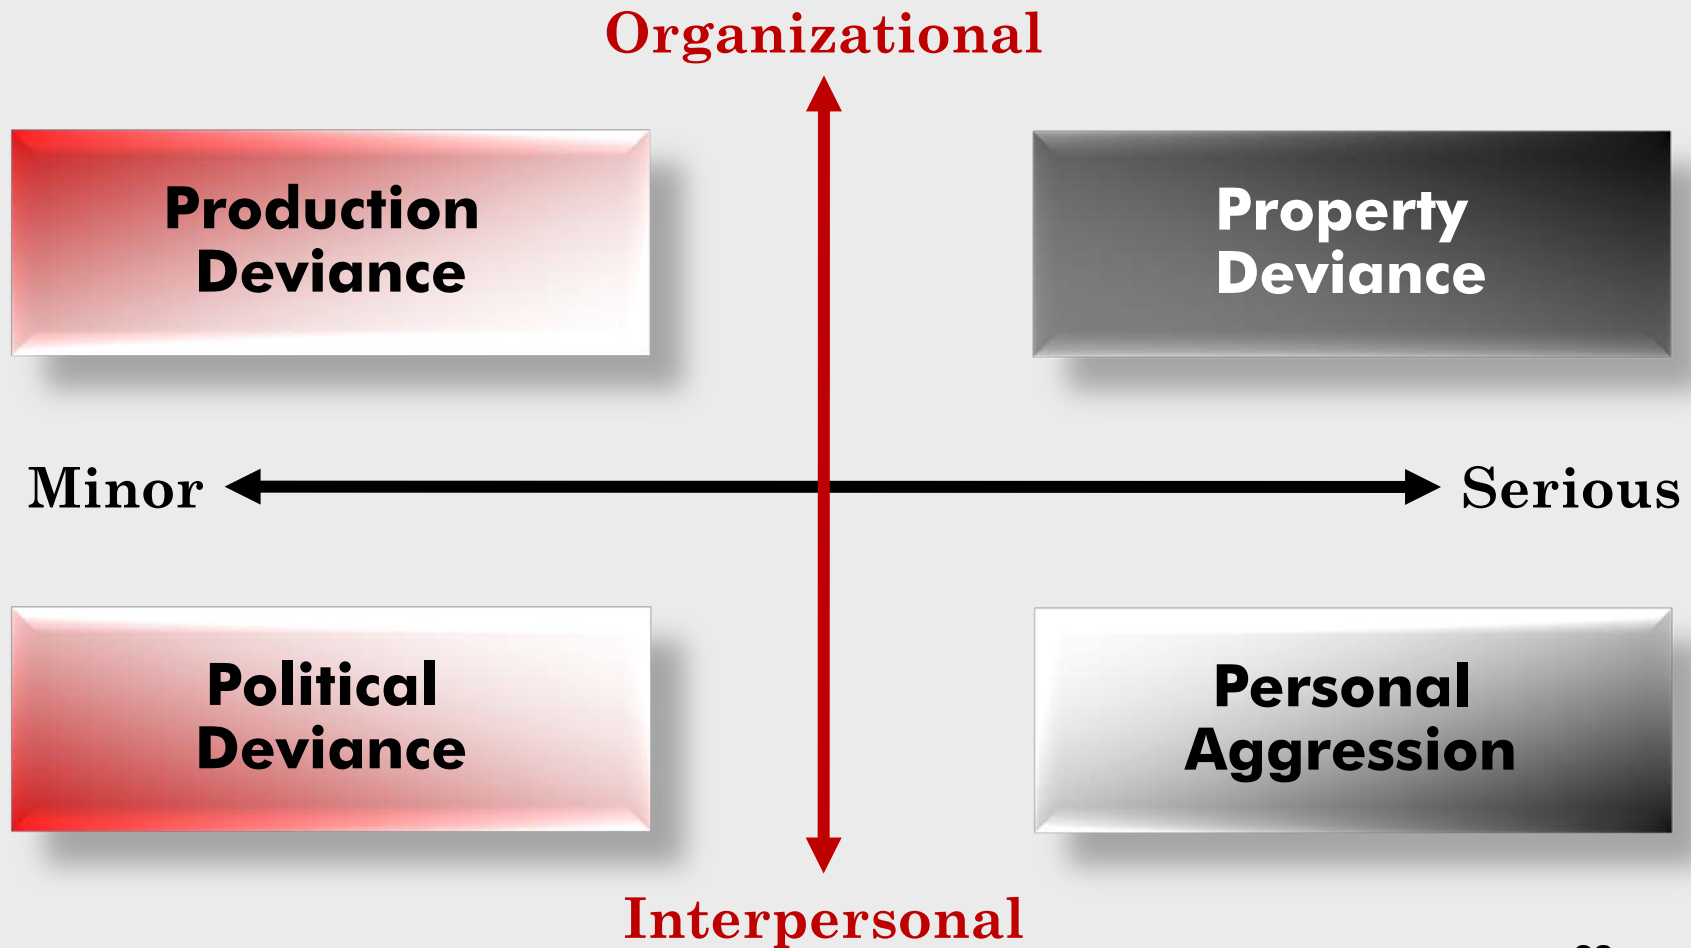 Organizational
Production
Deviance
Property
Deviance
Minor
Serious
Political
Deviance
Personal
Aggression
Interpersonal